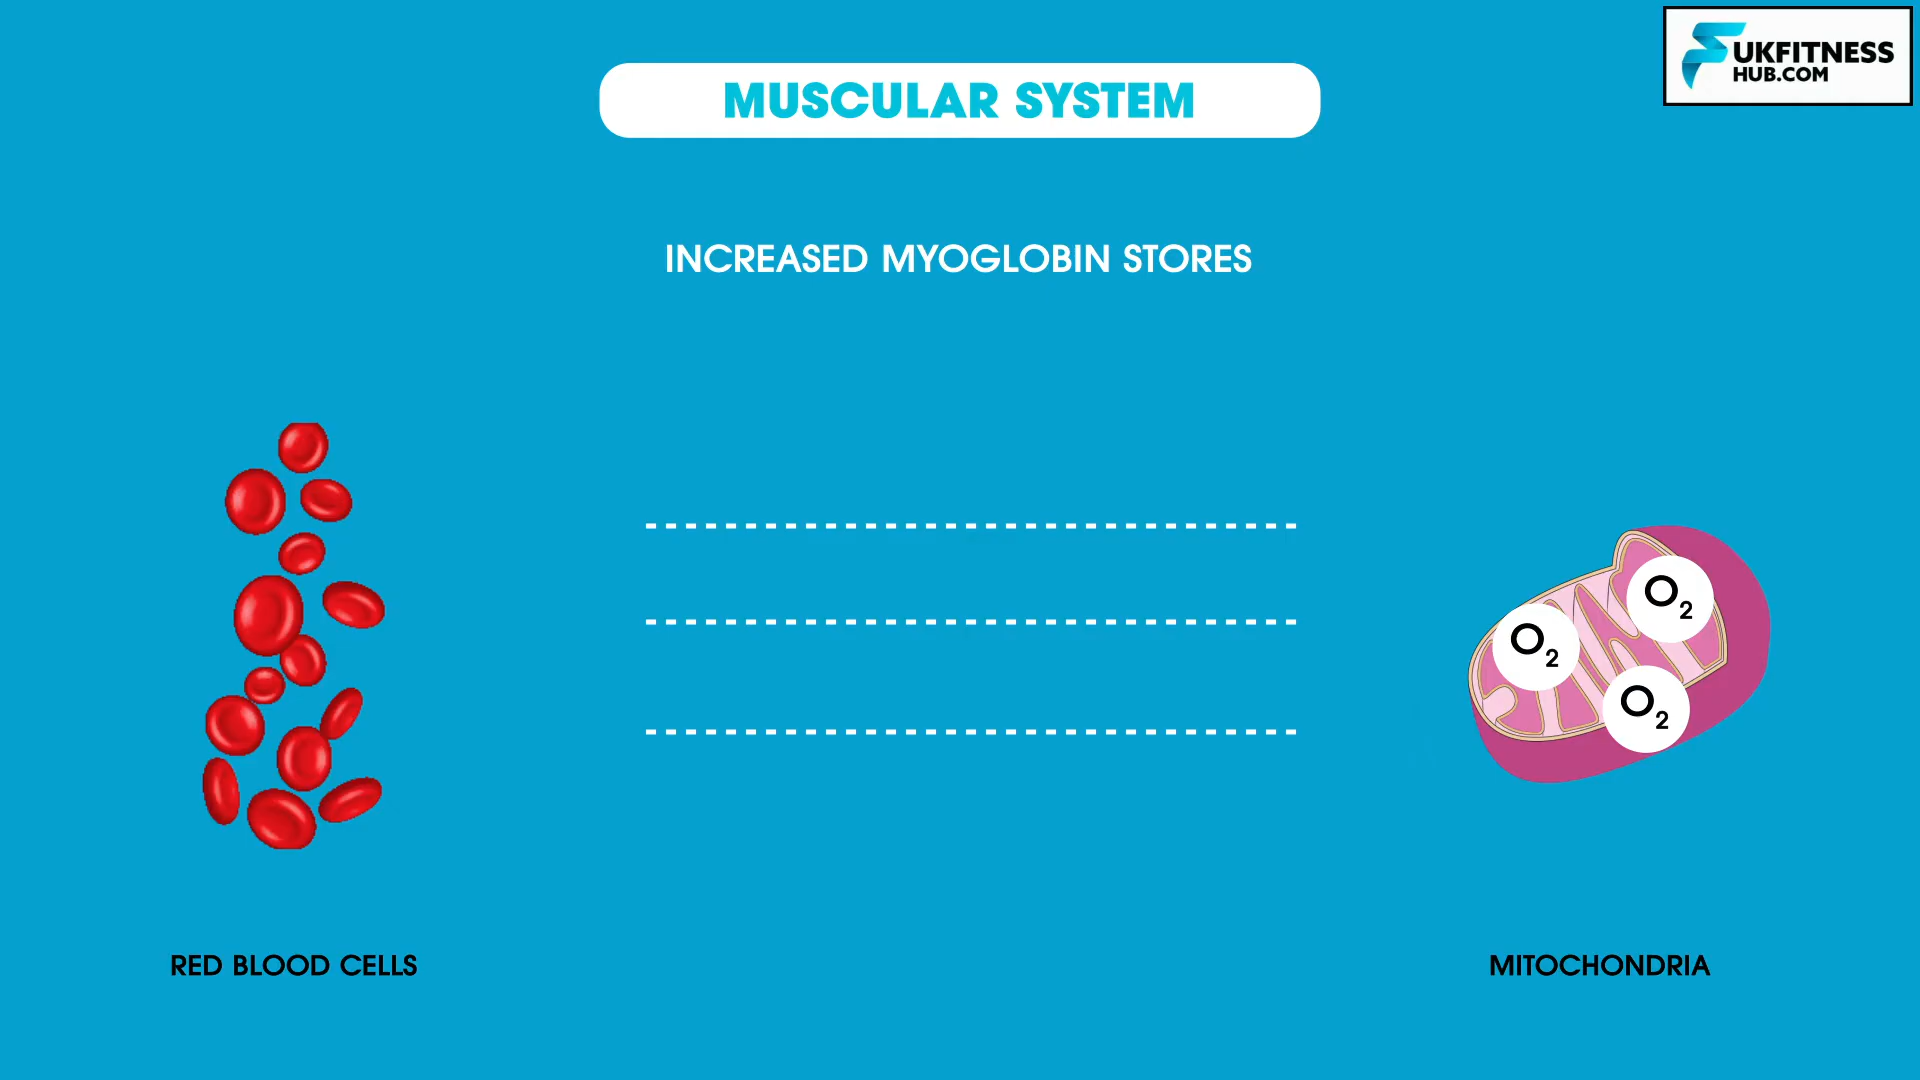 UKFITNESS
HUB.COM
MUSCULAR SYSTEM
INCREASED MYOGLOBIN STORES
O₂
O₂
O₂
RED BLOOD CELLS
MITOCHONDRIA